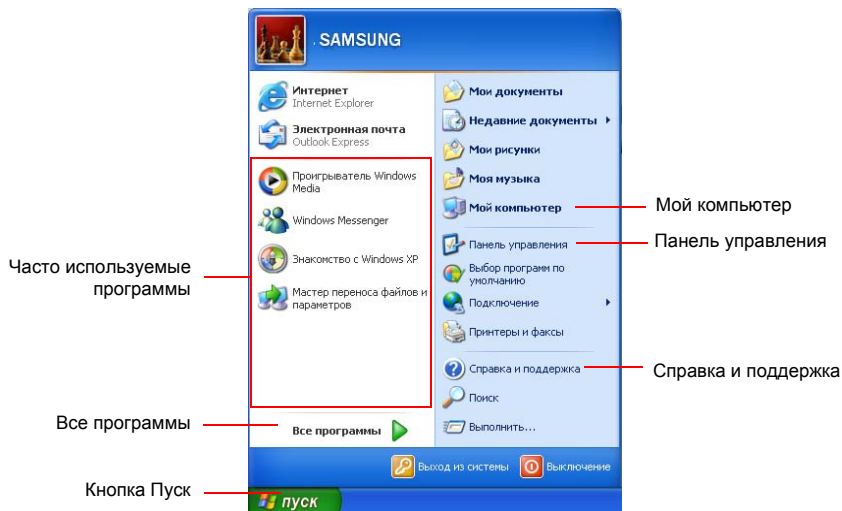 SAMSUNG
Интернет
Internet Explorer
Электронная почта
Outlook Express
Проигрыватель Windows
Media
Windows Messenger
Знакомство с Windows XP
Мастер переноса файлов и
параметров
Все программы
Мои документы
Недавние документы
Мои рисунки
Моя музыка
Мой компьютер
Панель управления
Выбор программ по
умолчанию
Подключение
Принтеры и факсы
Справка и поддержка
Поиск
Выполнить...
Выход из системы
Выключение
пуск
Часто используемые
программы
Все программы
Кнопка Пуск
Мой компьютер
Панель управления
Справка и поддержка